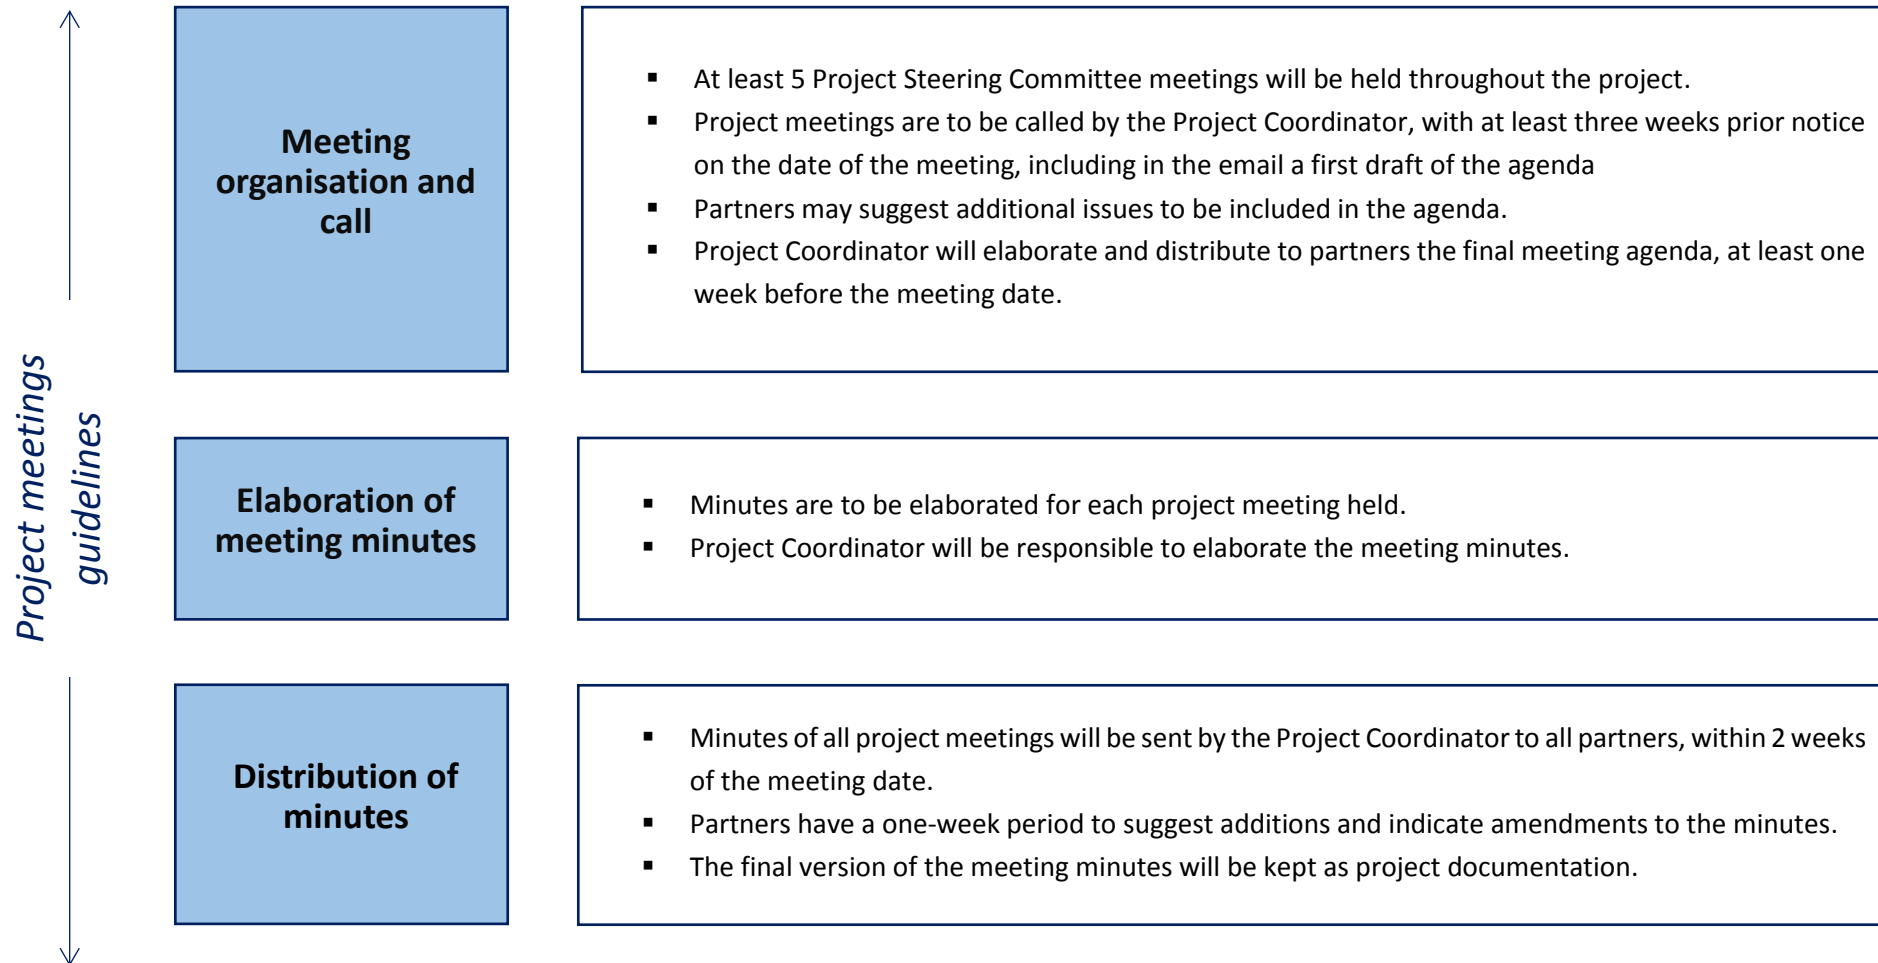 Project meetings
guidelines
Meeting
organisation and
call
▪ At least 5 Project Steering Committee meetings will be held throughout the project.
▪ Project meetings are to be called by the Project Coordinator, with at least three weeks prior notice
on the date of the meeting, including in the email a first draft of the agenda
▪ Partners may suggest additional issues to be included in the agenda.
▪ Project Coordinator will elaborate and distribute to partners the final meeting agenda, at least one
week before the meeting date.
Elaboration of
meeting minutes
▪ Minutes are to be elaborated for each project meeting held.
▪ Project Coordinator will be responsible to elaborate the meeting minutes.
Distribution of
minutes
▪ Minutes of all project meetings will be sent by the Project Coordinator to all partners, within 2 weeks
of the meeting date.
▪ Partners have a one-week period to suggest additions and indicate amendments to the minutes.
▪ The final version of the meeting minutes will be kept as project documentation.